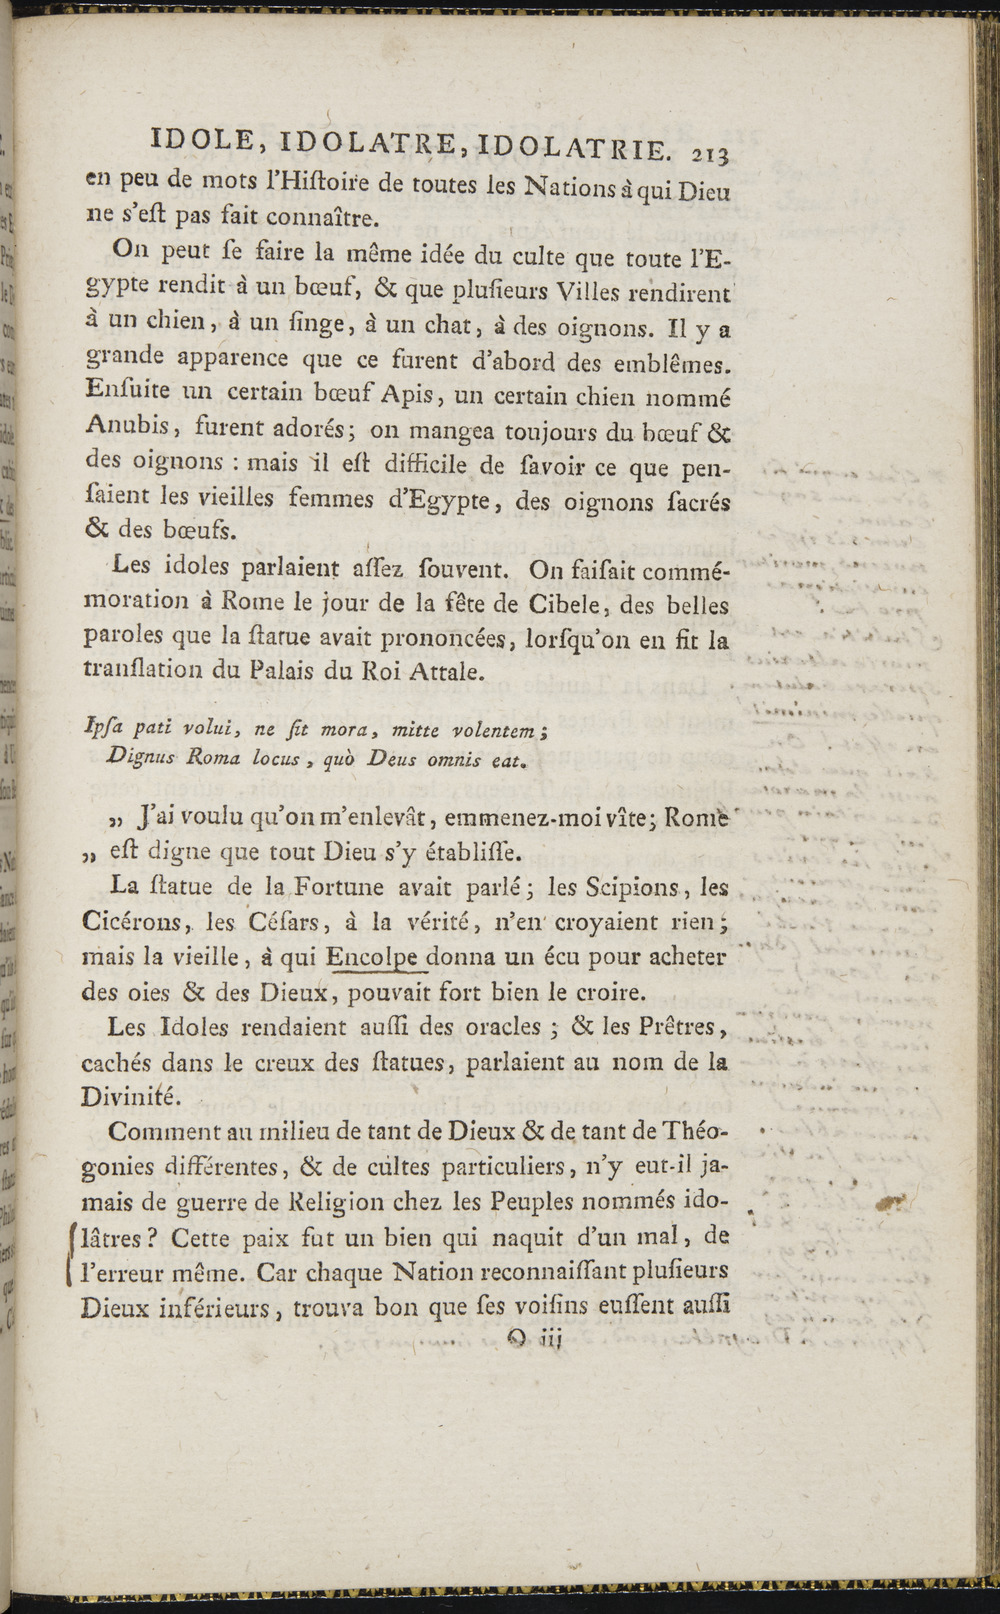 IDOLE, IDOLATRE, IDOLATRIE. 213
en peu de mots l'Hiſtoire de toutes les Nations à qui Dieu
ne s'eſt pas fait connaître.
On peut ſe faire la même idée du culte que toute l'E-
gypte rendit à un bœuf, & que pluſieurs Villes rendirent
à un chien, à un ſinge, à un chat, à des oignons. Il y a
grande apparence que ce furent d'abord des emblêmes.
Enſuite un certain bœuf Apis, un certain chien nommé
Anubis, furent adorés; on mangea toujours du bœuf &
des oignons : mais il eſt difficile de ſavoir ce que pen-
ſaient les vieilles femmes d'Egypte, des oignons ſacrés
& des bœufs.
Les idoles parlaient aſſez ſouvent. On faiſait commé-
moration à Rome le jour de la fête de Cibele, des belles
paroles que la ſtatue avait prononcées, lorſqu'on en fit la
tranſlation du Palais du Roi Attale.
Ipſa pati volui, ne ſit mora, mitte volentem;
Dignus Roma locus, quò Deus omnis eat.
„ J'ai voulu qu'on m'enlevât, emmenez-moi vîte; Rome
„ eſt digne que tout Dieu s'y établiſſe.
La ſtatue de la Fortune avait parlé; les Scipions, les
Cicérons, les Céſars, à la vérité, n'en croyaient rien;
mais la vieille, à qui Encolpe donna un écu pour acheter
des oies & des Dieux, pouvait fort bien le croire.
Les Idoles rendaient auſſi des oracles ; & les Prêtres,
cachés dans le creux des ſtatues, parlaient au nom de la
Divinité.
Comment au milieu de tant de Dieux & de tant de Théo-
gonies différentes, & de cultes particuliers, n'y eut-il ja-
mais de guerre de Religion chez les Peuples nommés ido-
lâtres? Cette paix fut un bien qui naquit d'un mal, de
l'erreur même. Car chaque Nation reconnaiſſant pluſieurs
Dieux inférieurs, trouva bon que ſes voiſins euſſent auſſi
O iij